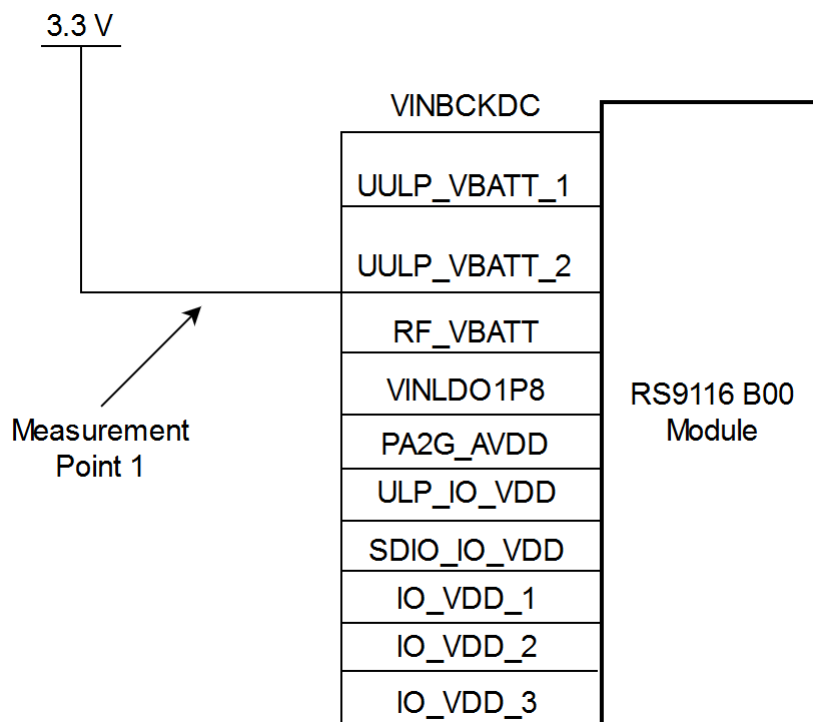 3.3 V
VINBCKDC
UULP_VBATT_1
UULP_VBATT_2
RF_VBATT
VINLDO1P8
PA2G_AVDD
ULP_IO_VDD
SDIO_IO_VDD
IO_VDD_1
IO_VDD_2
IO_VDD_3
Measurement
Point 1
RS9116 B00
Module